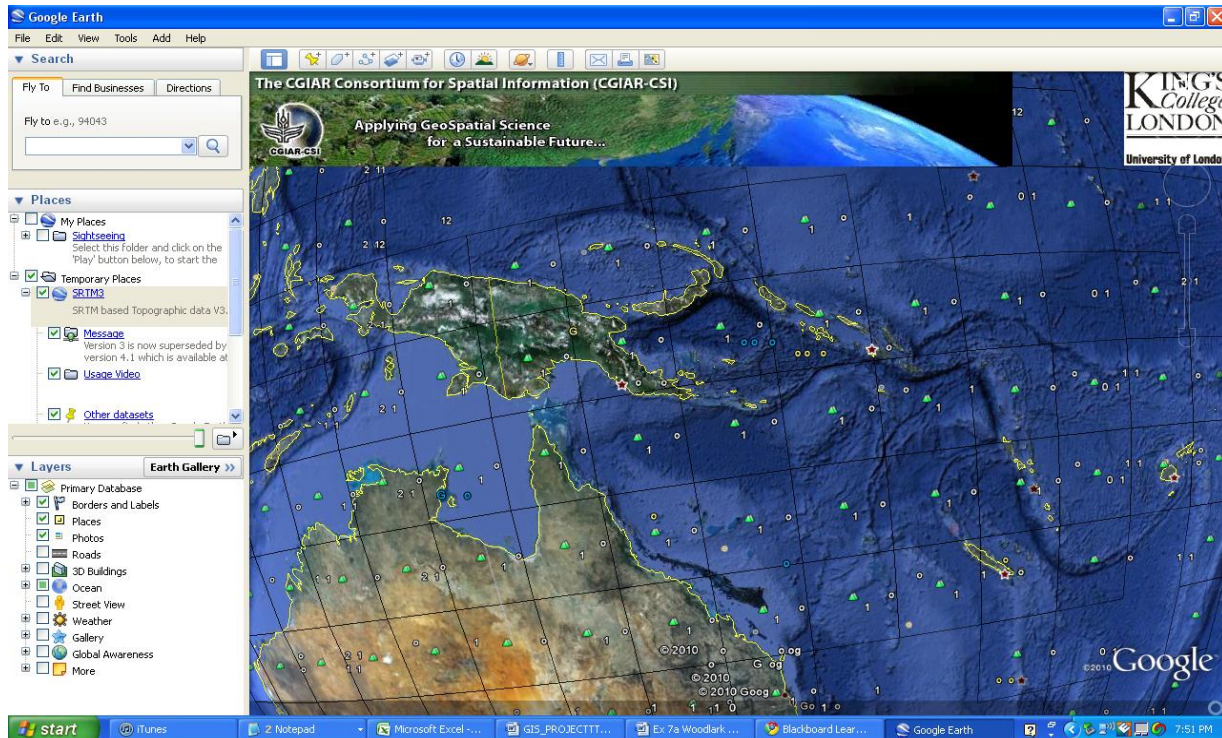 Google Earth
File Edit View Tools Add Help
Search
Fly To Find Businesses Directions
Fly to e.g., 94043
Places
My Places
Sightseeing
Select this folder and click on the
'Play' button below, to start the
Temporary Places
SRTM3
SRTM based Topographic data V3.
Message
Version 3 is now superseded by
version 4.1 which is available at
Usage Video
Other datasets
Layers Earth Gallery >>
Primary Database
Borders and Labels
Places
Photos
Roads
3D Buildings
Ocean
Street View
Weather
Gallery
Global Awareness
More
The CGIAR Consortium for Spatial Information (CGIAR-CSI)
CGIAR-CSI
Applying GeoSpatial Science
for a Sustainable Future...
KING'S
College
LONDON
University of Londo
© 2010
© 2010
© 2010 Goog
©2010 Google
start iTunes 2 Notepad Microsoft Excel -... GIS_PROJECTTT... Ex 7a Woodlark ... Blackboard Lear... Google Earth 7:51 PM